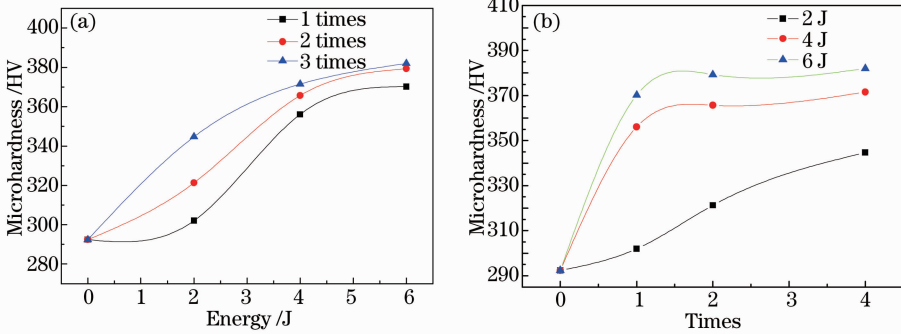 (a)
1 times
2 times
3 times
Microhardness /HV
400
380
360
340
320
300
280
0 1 2 3 4 5 6
Energy /J
(b)
2 J
4 J
6 J
Microhardness /HV
410
390
370
350
330
310
290
0 1 2 3 4
Times